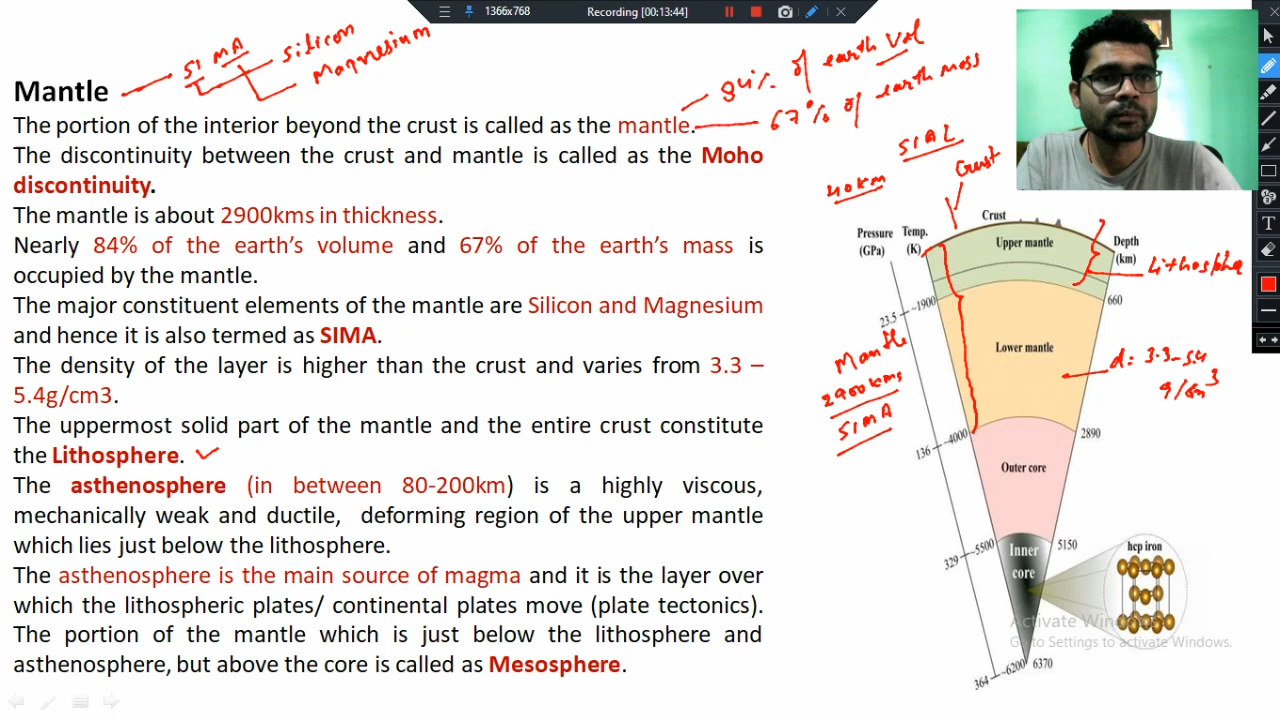 1366x768
Recording [00:13:44]
SIMA
Silicon
Magnesium
84% of earth Vol
67% of earth mass
Mantle
The portion of the interior beyond the crust is called as the mantle.
The discontinuity between the crust and mantle is called as the Moho
discontinuity.
The mantle is about 2900kms in thickness.
Nearly 84% of the earth's volume and 67% of the earth's mass is
occupied by the mantle.
The major constituent elements of the mantle are Silicon and Magnesium
and hence it is also termed as SIMA.
The density of the layer is higher than the crust and varies from 3.3 –
5.4g/cm3.
The uppermost solid part of the mantle and the entire crust constitute
the Lithosphere.
The asthenosphere (in between 80-200km) is a highly viscous,
mechanically weak and ductile, deforming region of the upper mantle
which lies just below the lithosphere.
The asthenosphere is the main source of magma and it is the layer over
which the lithospheric plates/ continental plates move (plate tectonics).
The portion of the mantle which is just below the lithosphere and
asthenosphere, but above the core is called as Mesosphere.
SIAL
40km
Crust
Crust
Pressure
(GPa)
Temp.
(K)
Upper mantle
Depth
(km)
Lithosphe
~1900
660
23.5
Mantle
2900kms
SIMA
Lower mantle
d: 3.3-5.4
g/cm3
~4000
2890
136
Outer core
~5500
5150
329
Inner
core
hcp iron
Activate Win
Go to Settings to activate Windows.
~6200
6370
364